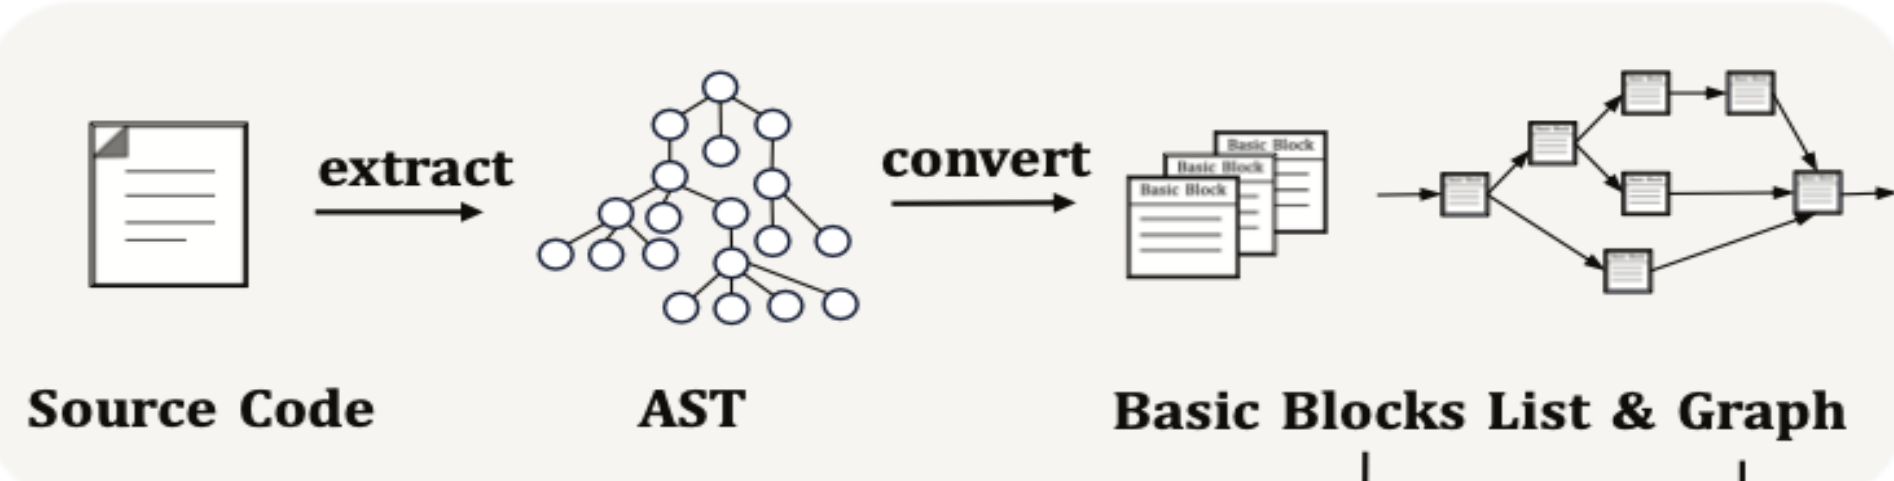 extract
convert
Basic Block
Basic Block
Basic Block
Source Code
AST
Basic Blocks List & Graph